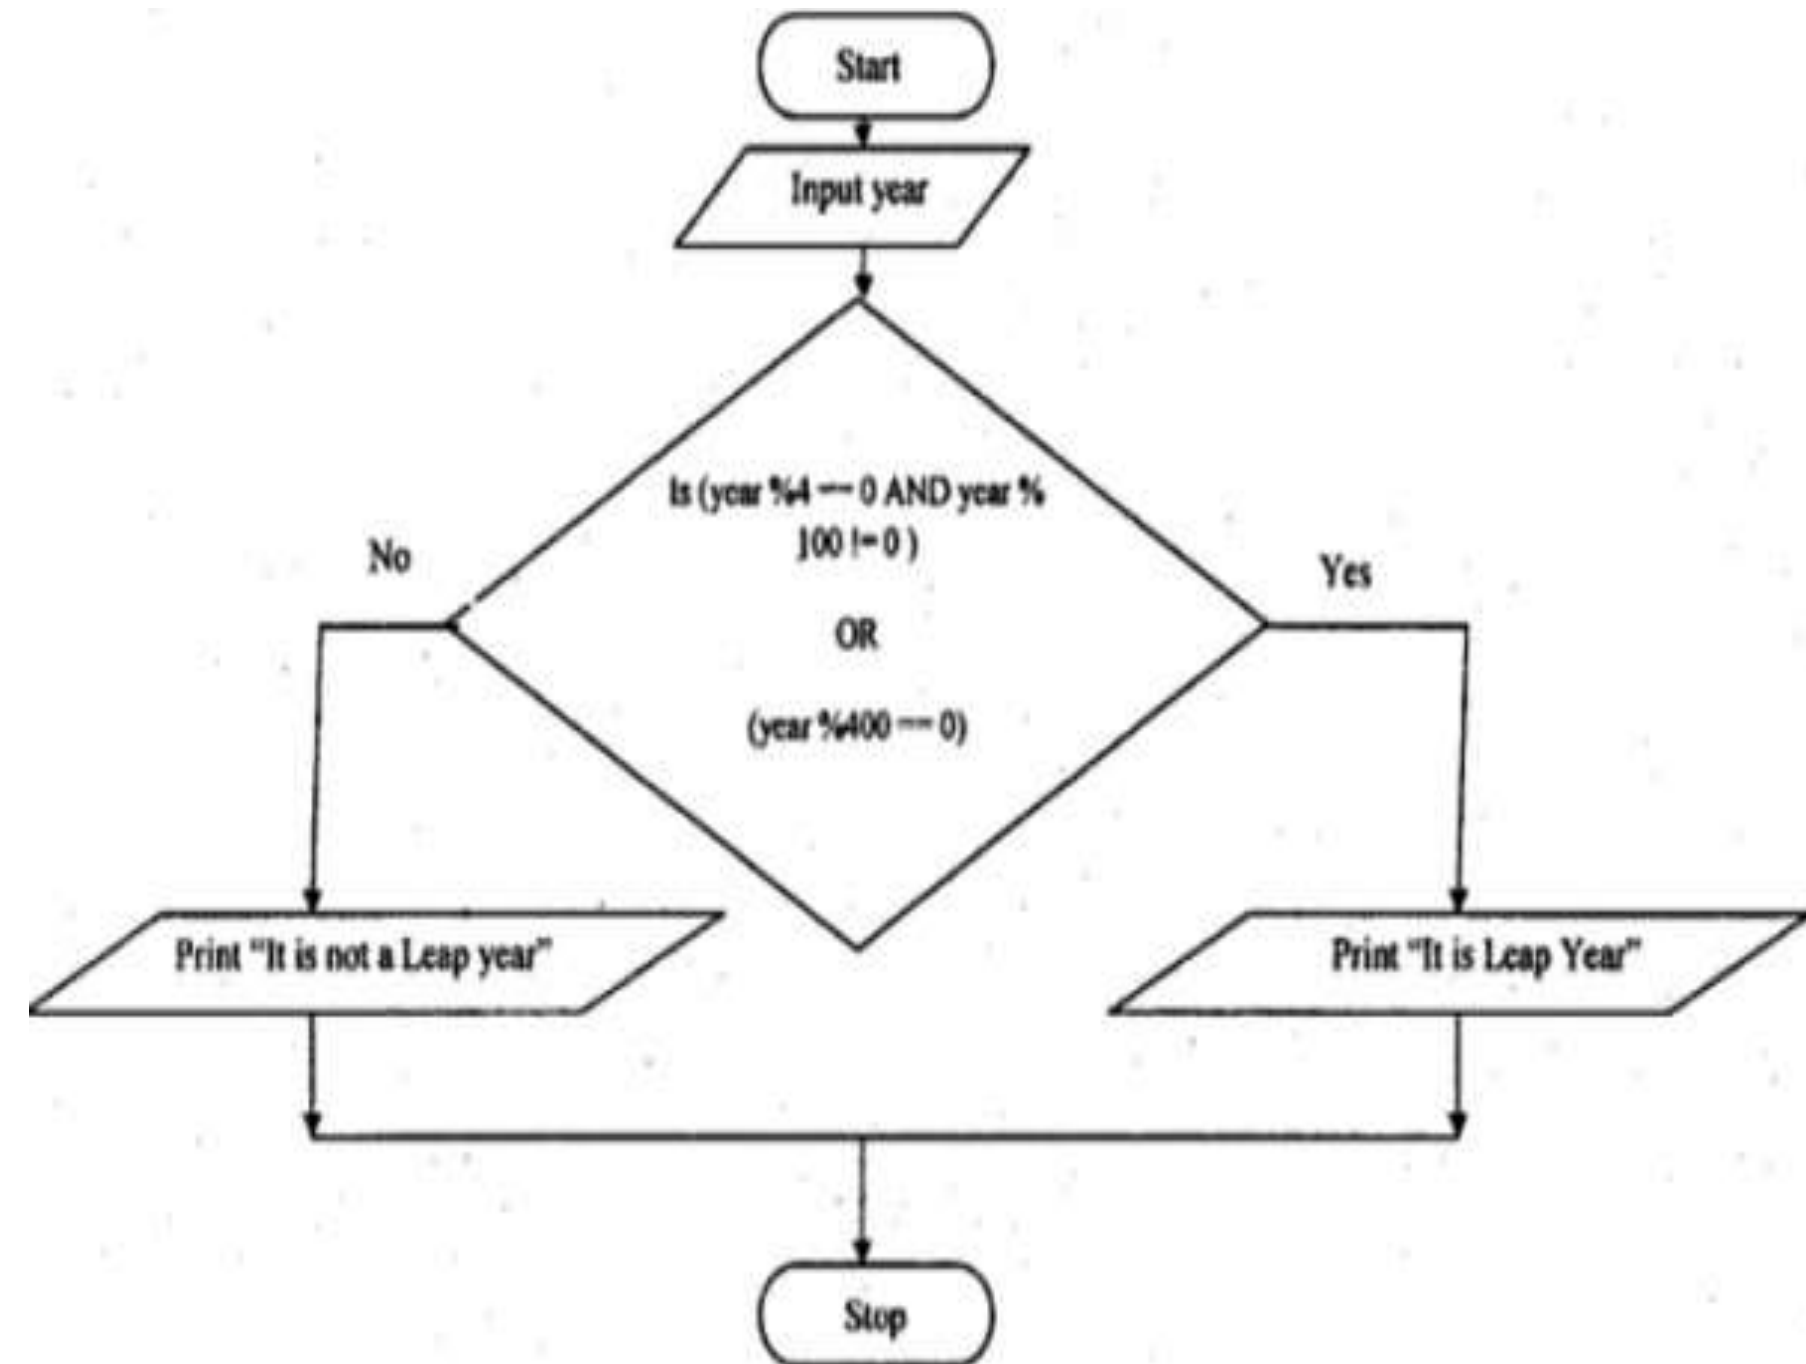 Start
Input year
Is (year %4 == 0 AND year %
100 != 0 )
OR
(year %400 == 0)
No
Yes
Print “It is not a Leap year”
Print “It is Leap Year”
Stop